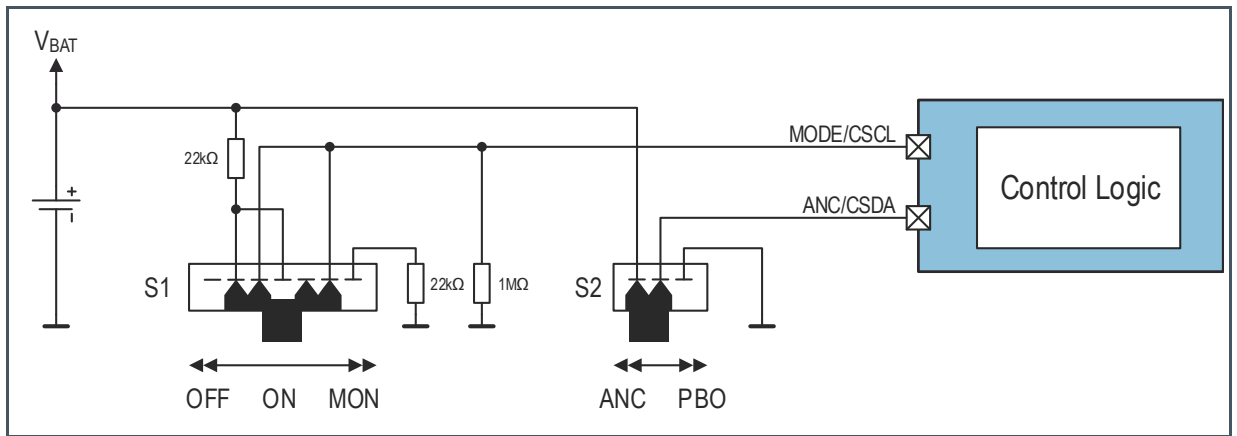 VBAT
MODE/CSCL
22kΩ
ANC/CSDA
Control Logic
+
–
S1
22kΩ
1MΩ
S2
OFF ON MON
ANC PBO